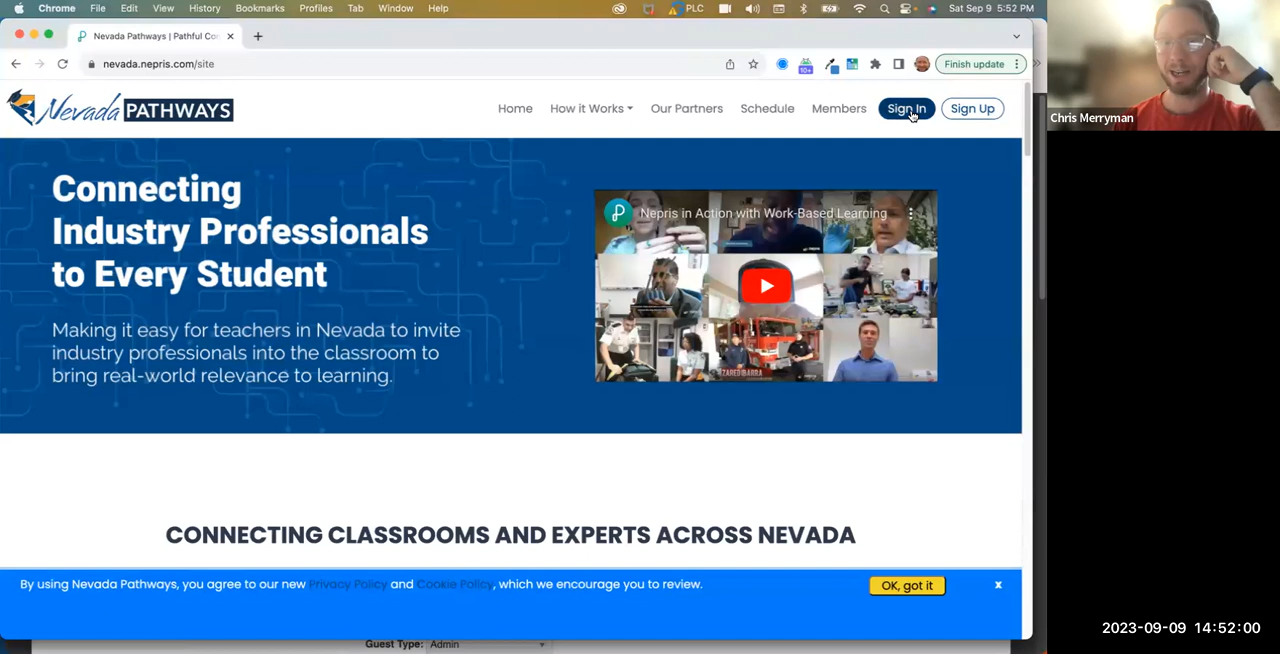 Chrome File Edit View History Bookmarks Profiles Tab Window Help PLC Sat Sep 9 5:52 PM
Nevada Pathways | Pathful Con
nevada.nepris.com/site
10+
Finish update
Nevada PATHWAYS
Home How it Works Our Partners Schedule Members Sign In Sign Up
Connecting
Industry Professionals
to Every Student
Making it easy for teachers in Nevada to invite
industry professionals into the classroom to
bring real-world relevance to learning.
Nepris in Action with Work-Based Learning
ZARED IBARRA
CONNECTING CLASSROOMS AND EXPERTS ACROSS NEVADA
By using Nevada Pathways, you agree to our new Privacy Policy and Cookie Policy, which we encourage you to review.
OK, got it
x
Guest Type: Admin
Chris Merryman
2023-09-09 14:52:00